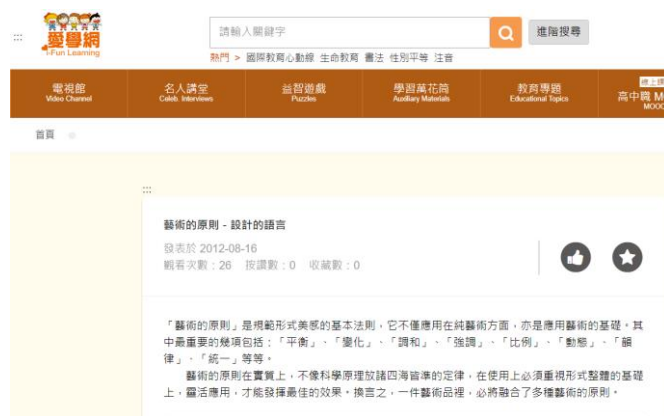 :::
愛學網
i-Fun Learning
請輸入關鍵字
進階搜尋
熱門 > 國際教育心動線 生命教育 書法 性別平等 注音
電視館
Video Channel
名人講堂
Celeb. Interviews
益智遊戲
Puzzles
學習萬花筒
Auxiliary Materials
教育專題
Educational Topics
高中職 M
MOOC
首頁
:::
藝術的原則 - 設計的語言
發表於 2012-08-16
觀看次數：26 按讚數：0 收藏數：0
「藝術的原則」是規範形式美感的基本法則，它不僅應用在純藝術方面，亦是應用藝術的基礎。其
中最重要的幾項包括：「平衡」、「變化」、「調和」、「強調」、「比例」、「動態」、「韻
律」、「統一」等等。
藝術的原則在實質上，不像科學原理放諸四海皆準的定律，在使用上必須重視形式整體的基礎
上，靈活應用，才能發揮最佳的效果。換言之，一件藝術品裡，必將融合了多種藝術的原則。